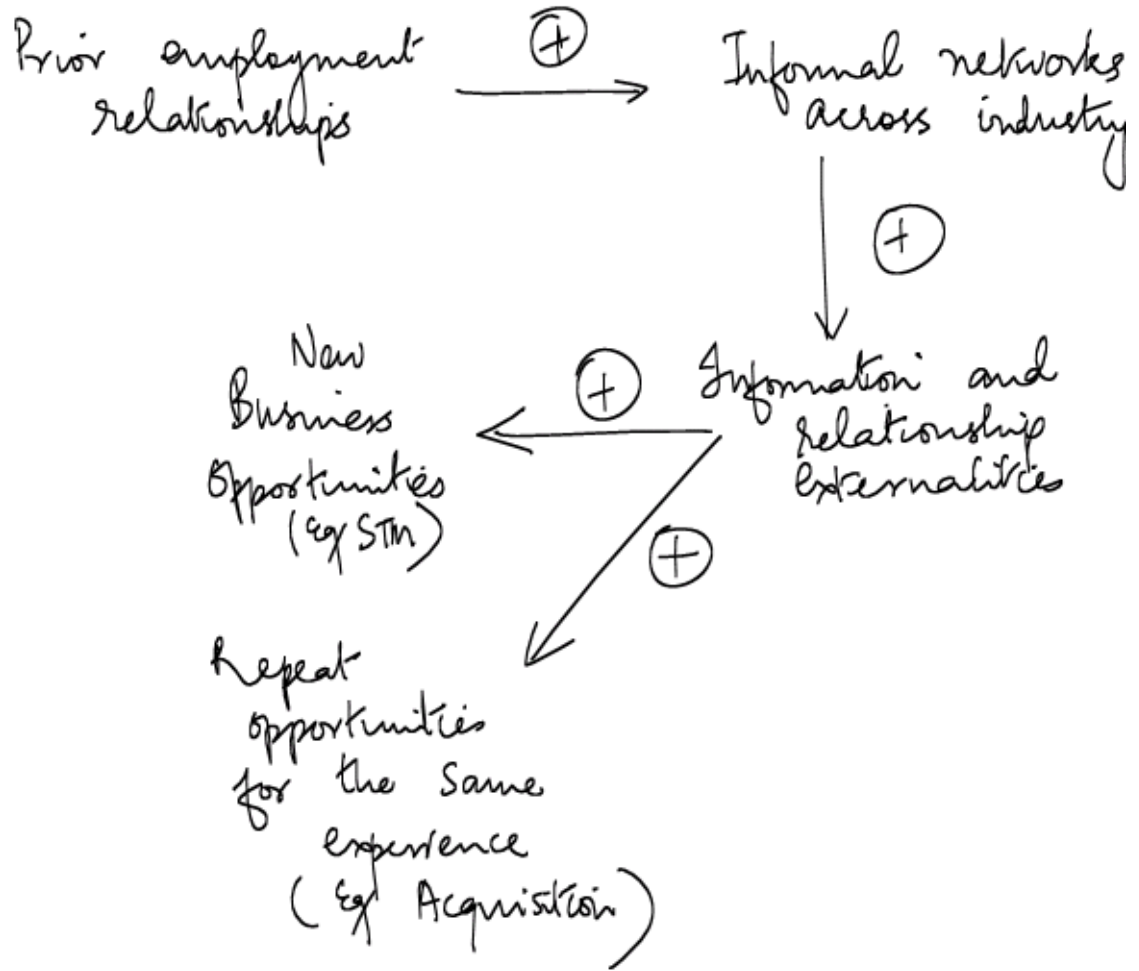 Prior employment
relationships
+
Informal networks
across industry
+
Information and
relationship
externalities
+
New
Business
Opportunities
(Eg STM)
+
Repeat
opportunities
for the same
experience
(Eg Acquisition)